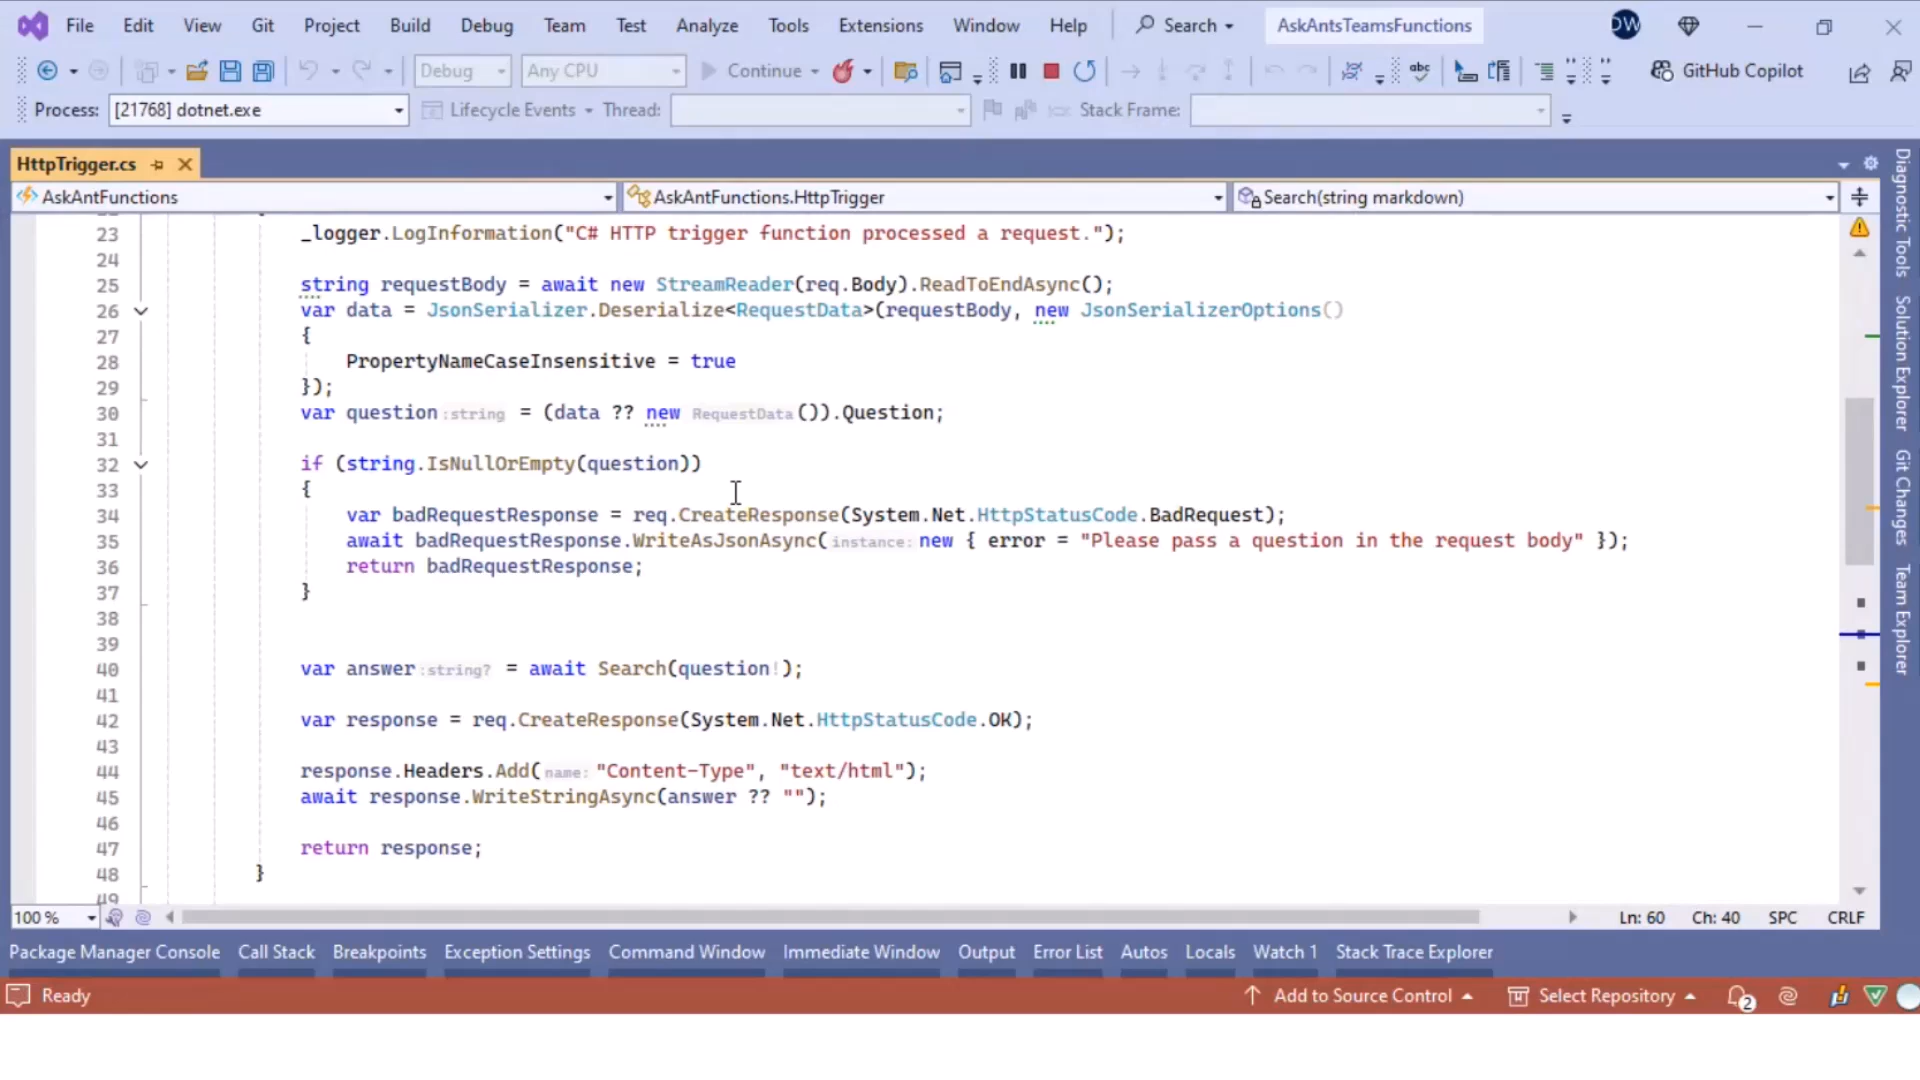 File Edit View Git Project Build Debug Team Test Analyze Tools Extensions Window Help Search AskAntsTeamsFunctions DW
Debug Any CPU Continue abc GitHub Copilot
Process: [21768] dotnet.exe Lifecycle Events Thread: Stack Frame:
HttpTrigger.cs
AskAntFunctions AskAntFunctions.HttpTrigger Search(string markdown)
23 _logger.LogInformation("C# HTTP trigger function processed a request.");
24
25 string requestBody = await new StreamReader(req.Body).ReadToEndAsync();
26 var data = JsonSerializer.Deserialize<RequestData>(requestBody, new JsonSerializerOptions()
27 {
28 PropertyNameCaseInsensitive = true
29 });
30 var question:string = (data ?? new RequestData()).Question;
31
32 if (string.IsNullOrEmpty(question))
33 {
34 var badRequestResponse = req.CreateResponse(System.Net.HttpStatusCode.BadRequest);
35 await badRequestResponse.WriteAsJsonAsync(instance: new { error = "Please pass a question in the request body" });
36 return badRequestResponse;
37 }
38
39
40 var answer:string? = await Search(question!);
41
42 var response = req.CreateResponse(System.Net.HttpStatusCode.OK);
43
44 response.Headers.Add(name: "Content-Type", "text/html");
45 await response.WriteStringAsync(answer ?? "");
46
47 return response;
48 }
49
100 % Ln: 60 Ch: 40 SPC CRLF
Package Manager Console Call Stack Breakpoints Exception Settings Command Window Immediate Window Output Error List Autos Locals Watch 1 Stack Trace Explorer
Ready Add to Source Control Select Repository 2
Diagnostic Tools
Solution Explorer
Git Changes
Team Explorer